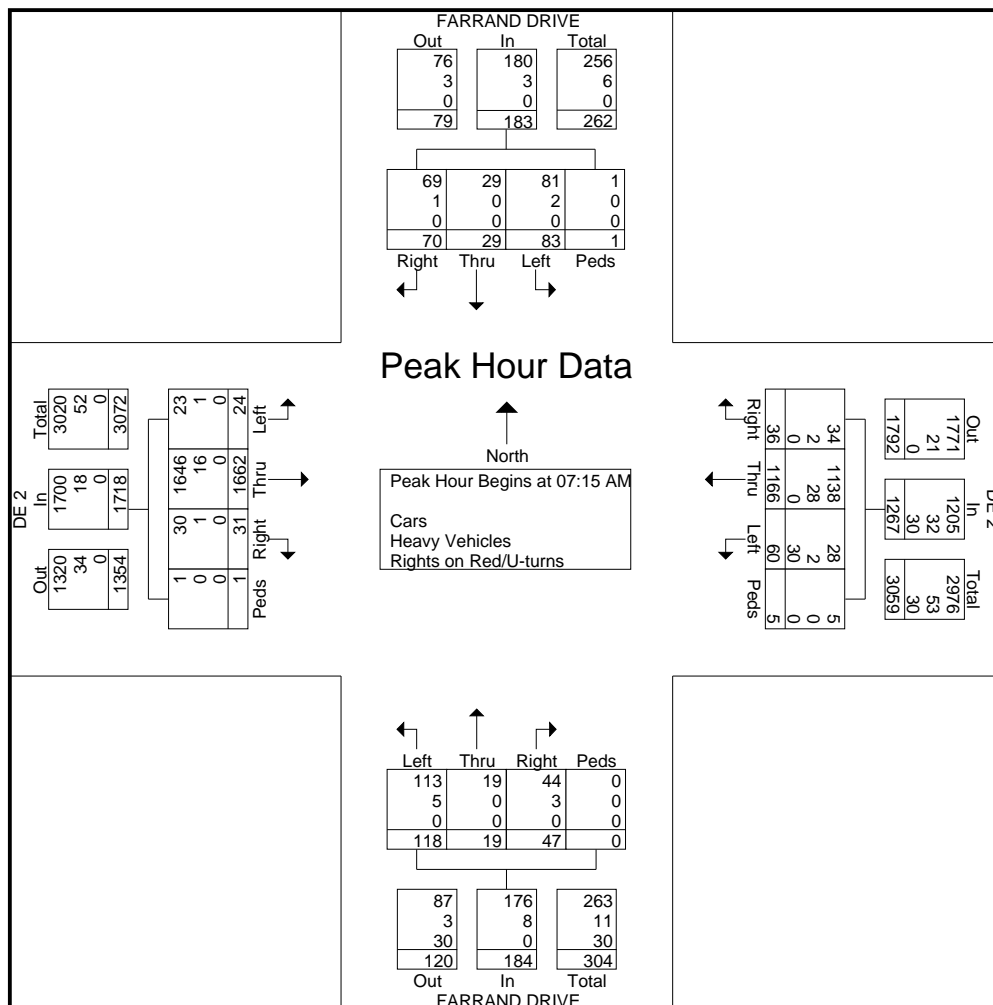 FARRAND DRIVE
Out In Total
76 180 256
3 3 6
0 0 0
79 183 262
69 29 81 1
1 0 2 0
0 0 0 0
70 29 83 1
Right Thru Left Peds
Peak Hour Data
North
Peak Hour Begins at 07:15 AM
Cars
Heavy Vehicles
Rights on Red/U-turns
DE 2
Total In Out
3020 1700 1320
52 18 34
0 0 0
3072 1718 1354
23 1646 30 1
1 16 1 0
0 0 0 0
24 1662 31 1
Left Thru Right Peds
DE 2
Out In Total
1771 1205 2976
21 32 53
0 30 30
1792 1267 3059
34 1138 28 5
2 28 2 0
0 0 30 0
36 1166 60 5
Right Thru Left Peds
Left Thru Right Peds
113 19 44 0
5 0 3 0
0 0 0 0
118 19 47 0
87 176 263
3 8 11
30 0 30
120 184 304
Out In Total
FARRAND DRIVE